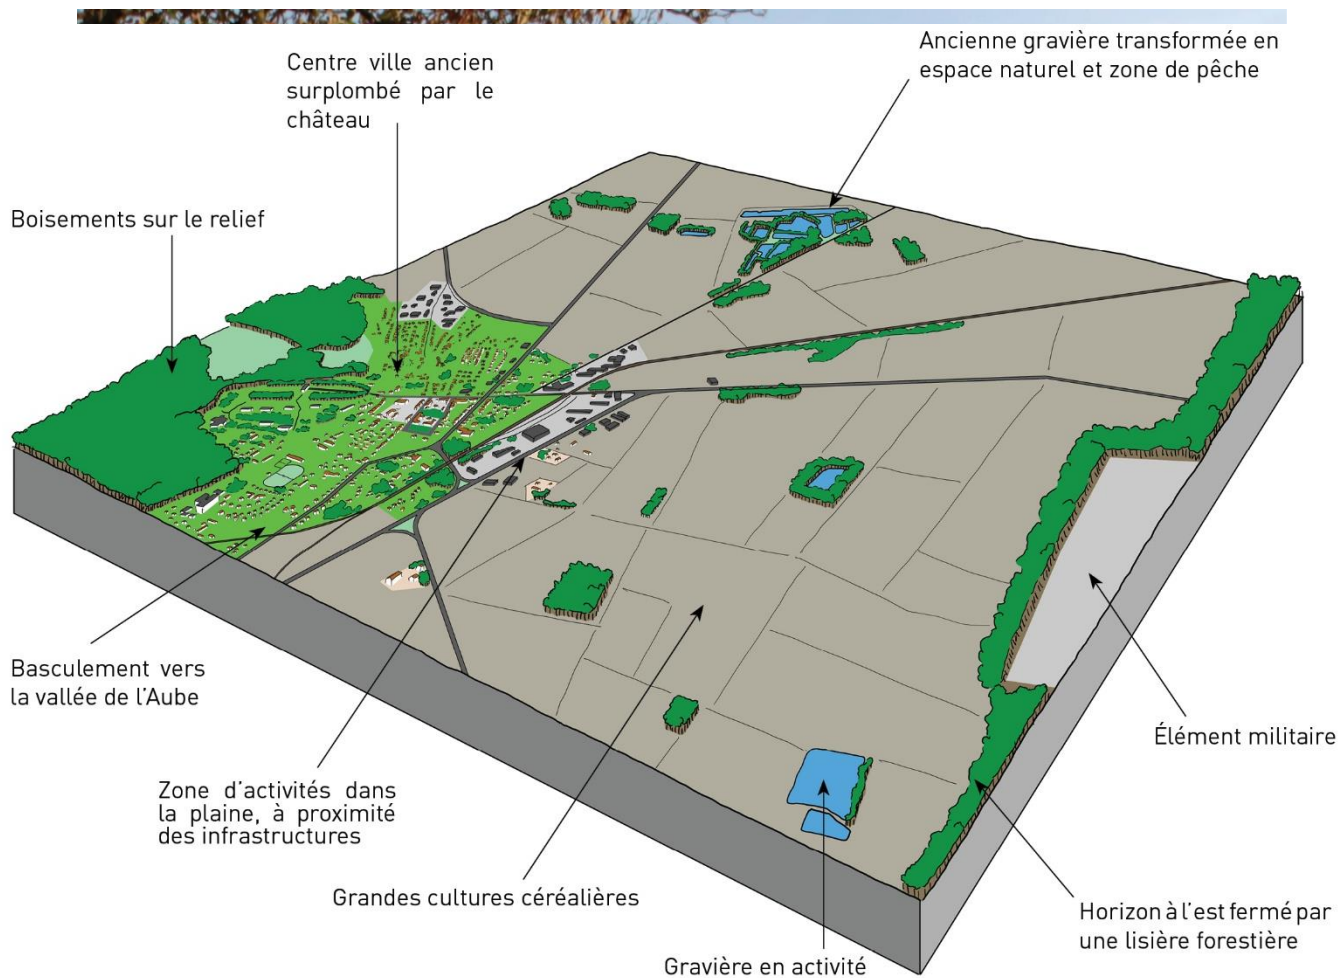 Ancienne gravière transformée en
espace naturel et zone de pêche
Centre ville ancien
surplombé par le
château
Boisements sur le relief
Basculement vers
la vallée de l'Aube
Élément militaire
Zone d'activités dans
la plaine, à proximité
des infrastructures
Grandes cultures céréalières
Horizon à l'est fermé par
une lisière forestière
Gravière en activité